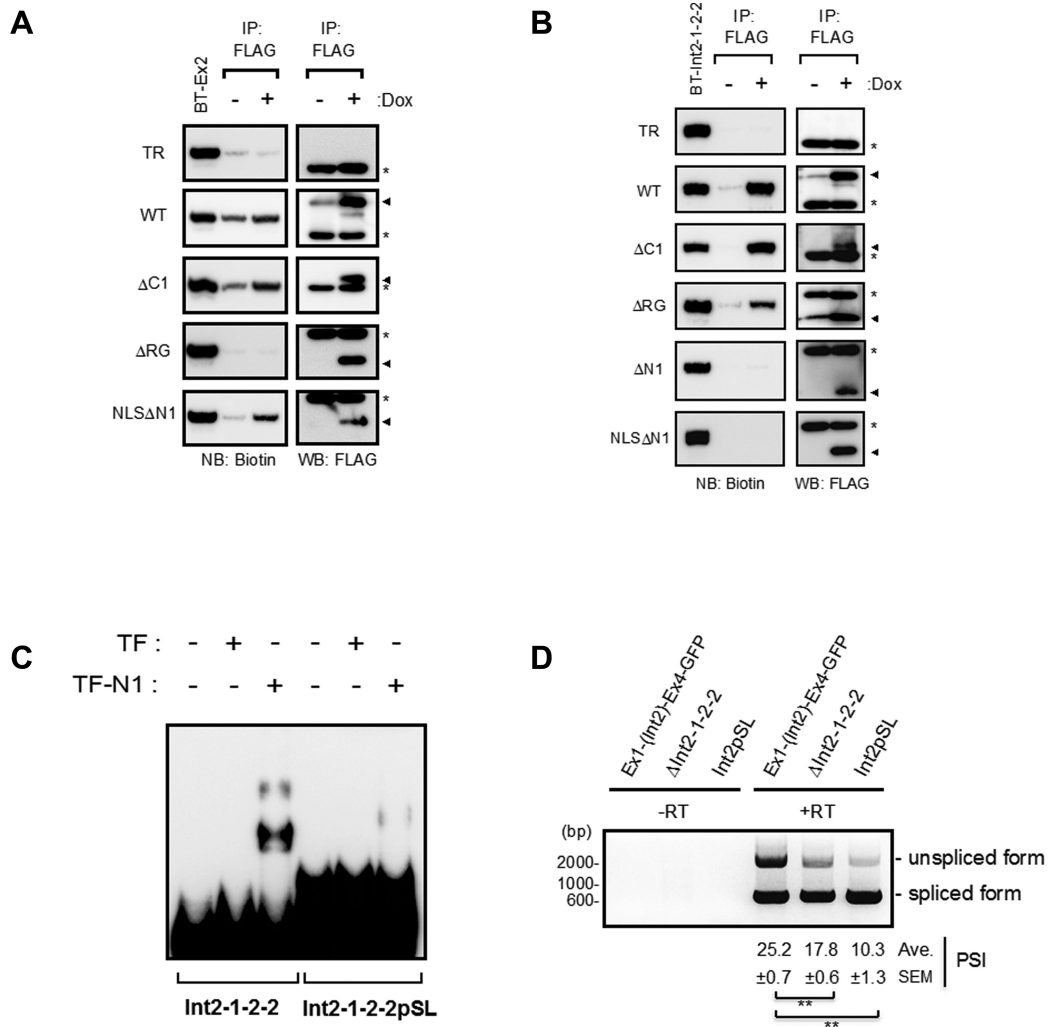 A
IP:
FLAG
IP:
FLAG
BT-Ex2
- + - + :Dox
TR
*
WT
*
ΔC1
*
ΔRG
*
NLSΔN1
*
NB: Biotin WB: FLAG
B
IP:
FLAG
IP:
FLAG
BT-Int2-1-2-2
- + - + :Dox
TR
*
WT
*
ΔC1
*
ΔRG
*
ΔN1
*
NLSΔN1
*
NB: Biotin WB: FLAG
C
TF : - + - - + -
TF-N1 : - - + - - +
Int2-1-2-2 Int2-1-2-2pSL
D
Ex1-(Int2)-Ex4-GFP
ΔInt2-1-2-2
Int2pSL
Ex1-(Int2)-Ex4-GFP
ΔInt2-1-2-2
Int2pSL
-RT +RT
(bp)
2000-
1000-
600-
- unspliced form
- spliced form
25.2 17.8 10.3 Ave.
±0.7 ±0.6 ±1.3 SEM
PSI
**
**